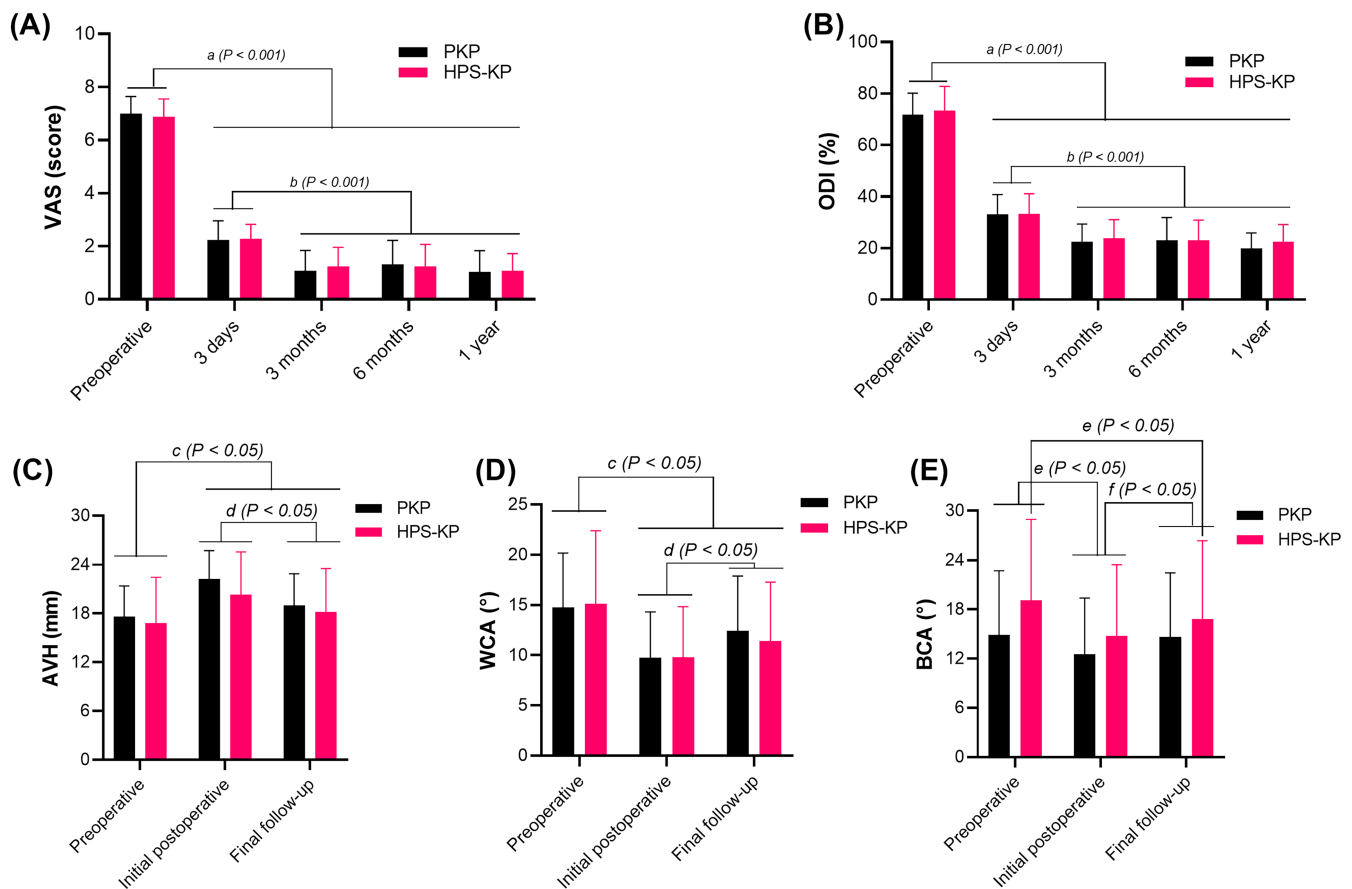 (A)
VAS (score)
10
8
6
4
2
0
PKP
HPS-KP
a (P < 0.001)
b (P < 0.001)
Preoperative
3 days
3 months
6 months
1 year
(B)
ODI (%)
100
80
60
40
20
0
PKP
HPS-KP
a (P < 0.001)
b (P < 0.001)
Preoperative
3 days
3 months
6 months
1 year
(C)
AVH (mm)
30
24
18
12
6
0
PKP
HPS-KP
c (P < 0.05)
d (P < 0.05)
Preoperative
Initial postoperative
Final follow-up
(D)
WCA (°)
25
20
15
10
5
0
PKP
HPS-KP
c (P < 0.05)
d (P < 0.05)
Preoperative
Initial postoperative
Final follow-up
(E)
BCA (°)
30
24
18
12
6
0
PKP
HPS-KP
e (P < 0.05)
e (P < 0.05)
f (P < 0.05)
Preoperative
Initial postoperative
Final follow-up